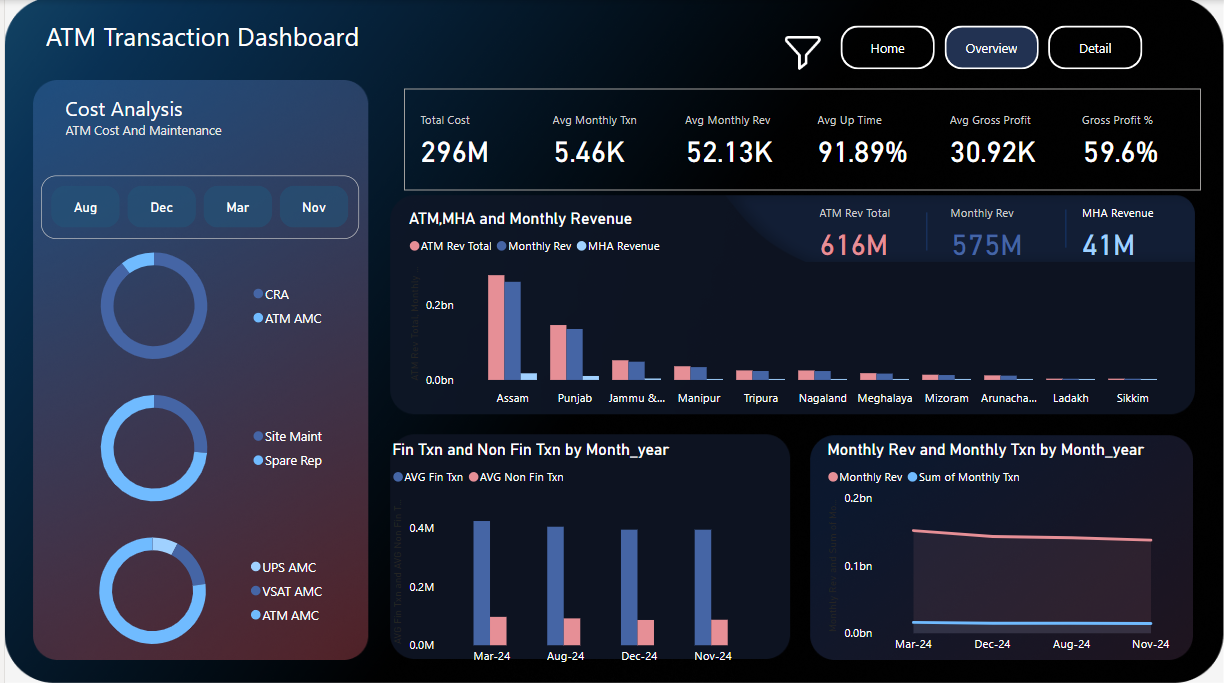 ATM Transaction Dashboard
Home
Overview
Detail
Cost Analysis
ATM Cost And Maintenance
Aug
Dec
Mar
Nov
CRA
ATM AMC
Site Maint
Spare Rep
UPS AMC
VSAT AMC
ATM AMC
Total Cost
296M
Avg Monthly Txn
5.46K
Avg Monthly Rev
52.13K
Avg Up Time
91.89%
Avg Gross Profit
30.92K
Gross Profit %
59.6%
ATM,MHA and Monthly Revenue
ATM Rev Total
616M
Monthly Rev
575M
MHA Revenue
41M
ATM Rev Total
Monthly Rev
MHA Revenue
0.2bn
0.0bn
Assam
Punjab
Jammu &...
Manipur
Tripura
Nagaland
Meghalaya
Mizoram
Arunacha...
Ladakh
Sikkim
Fin Txn and Non Fin Txn by Month_year
AVG Fin Txn
AVG Non Fin Txn
AVG Fin Txn and AVG Non Fin T...
0.4M
0.2M
0.0M
Mar-24
Aug-24
Dec-24
Nov-24
Monthly Rev and Monthly Txn by Month_year
Monthly Rev
Sum of Monthly Txn
Monthly Rev and Sum of Mo...
0.2bn
0.1bn
0.0bn
Mar-24
Dec-24
Aug-24
Nov-24